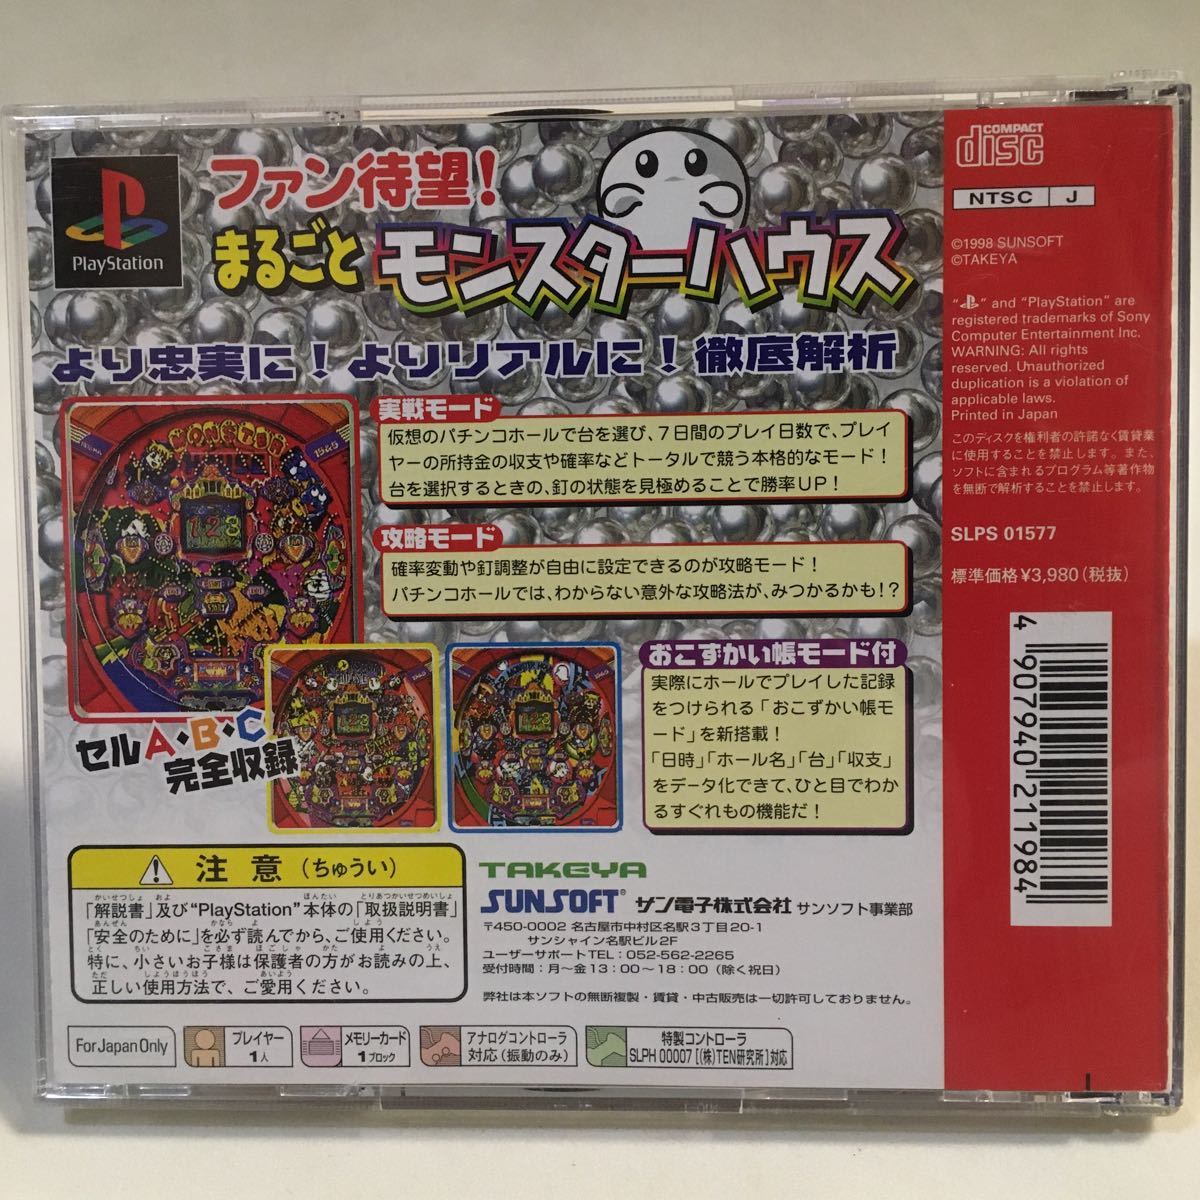 PlayStation
ファン待望!
まるごと
モンスターハウス
より忠実に!よりリアルに!徹底解析
実戦モード
仮想のパチンコホールで台を選び、7日間のプレイ日数で、プレイ
ヤーの所持金の収支や確率などトータルで競う本格的なモード!
台を選択するときの、釘の状態を見極めることで勝率UP!
攻略モード
確率変動や釘調整が自由に設定できるのが攻略モード!
パチンコホールでは、わからない意外な攻略法が、みつかるかも!?
おこずかい帳モード付
実際にホールでプレイした記録
をつけられる「おこずかい帳モ
ード」を新搭載!
「日時」「ホール名」「台」「収支」
をデータ化できて、ひと目でわか
るすぐれもの機能だ!
セルA・B・C
完全収録
注意(ちゅうい)
「解説書」及び"PlayStation"本体の「取扱説明書」
「安全のために」を必ず読んでから、ご使用ください。
特に、小さいお子様は保護者の方がお読みの上、
正しい使用方法で、ご愛用ください。
TAKEYA
SUNSOFT® サン電子株式会社 サンソフト事業部
〒450-0002 名古屋市中村区名駅3丁目20-1
サンシャイン名駅ビル2F
ユーザーサポートTEL:052-562-2265
受付時間:月～金13:00～18:00(除く祝日)
弊社は本ソフトの無断複製・賃貸・中古販売は一切許可しておりません。
For Japan Only
プレイヤー
1人
メモリーカード
1ブロック
アナログコントローラ
対応(振動のみ)
特製コントローラ
SLPH 00007[(株)TEN研究所]対応
COMPACT
disc
NTSC J
©1998 SUNSOFT
©TAKEYA
"PS" and "PlayStation" are
registered trademarks of Sony
Computer Entertainment Inc.
WARNING: All rights
reserved. Unauthorized
duplication is a violation of
applicable laws.
Printed in Japan
このディスクを権利者の許諾なく賃貸業
に使用することを禁止します。また、
ソフトに含まれるプログラム等著作物
を無断で解析することを禁止します。
SLPS 01577
標準価格¥3,980(税抜)
4 907940 211984